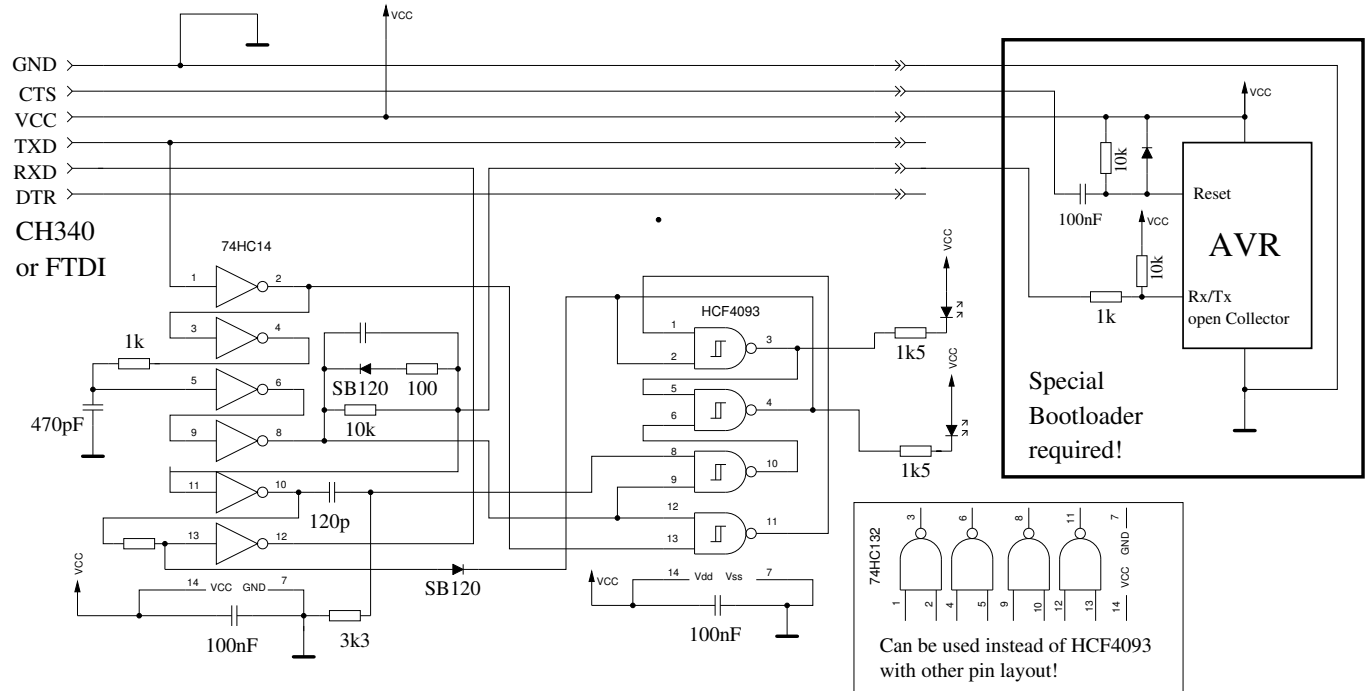 VCC
GND
CTS
VCC
TXD
RXD
DTR
CH340
or FTDI
VCC
10k
Reset
100nF
VCC
10k
AVR
1k
Rx/Tx
open Collector
Special
Bootloader
required!
74HC14
1 2
3 4
1k
5 6
470pF
9 8
SB120 100
10k
11 10
120p
13 12
SB120
VCC
14 VCC GND 7
100nF
3k3
HCF4093
1
2
3
5
6
4
8
9
10
12
13
11
VCC
1k5
VCC
1k5
VCC
14 Vdd Vss 7
100nF
74HC132
3 6 8 11 7
GND
VCC
1 2 4 5 9 10 12 13 14
Can be used instead of HCF4093
with other pin layout!